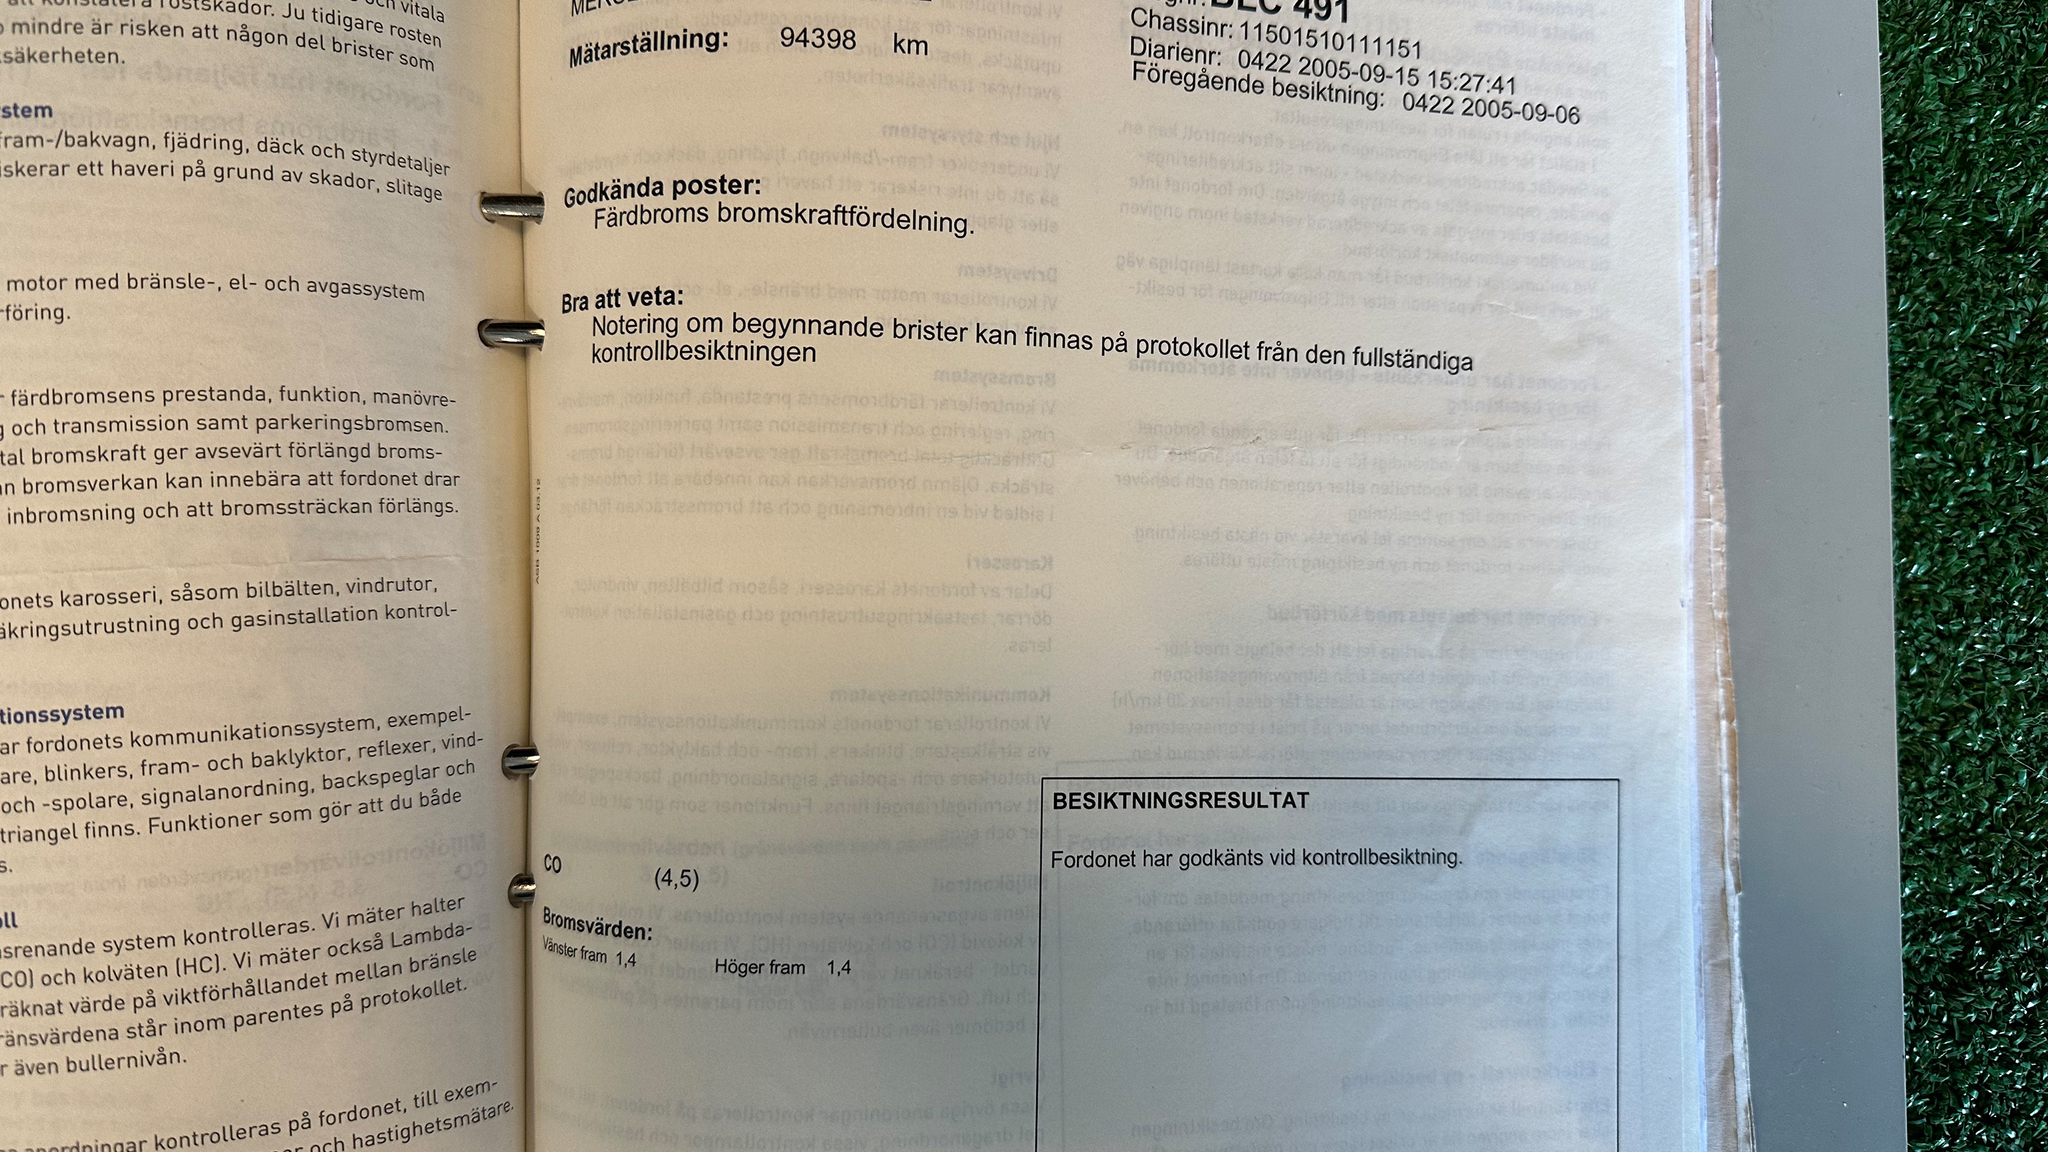 och vitala
rostskador. Ju tidigare rosten
mindre är risken att någon del brister som
säkerheten.
stem
fram-/bakvagn, fjädring, däck och styrdetaljer
iskerar ett haveri på grund av skador, slitage
motor med bränsle-, el- och avgassystem
föring.
färdbromsens prestanda, funktion, manövre-
g och transmission samt parkeringsbromsen.
tal bromskraft ger avsevärt förlängd broms-
n bromsverkan kan innebära att fordonet drar
inbromsning och att bromssträckan förlängs.
onets karosseri, såsom bilbälten, vindrutor,
äkringsutrustning och gasinstallation kontrol-
tionssystem
ar fordonets kommunikationssystem, exempel-
are, blinkers, fram- och baklyktor, reflexer, vind-
och -spolare, signalanordning, backspeglar och
triangel finns. Funktioner som gör att du både
s.
oll
srenande system kontrolleras. Vi mäter halter
CO) och kolväten (HC). Vi mäter också Lambda-
räknat värde på viktförhållandet mellan bränsle
ränsvärdena står inom parentes på protokollet.
r även bullernivån.
anordningar kontrolleras på fordonet, till exem-
och hastighetsmätare.
Mätarställning: 94398 km
491
Chassinr: 11501510111151
Diarienr: 0422 2005-09-15 15:27:41
Föregående besiktning: 0422 2005-09-06
Godkända poster:
Färdbroms bromskraftfördelning.
Bra att veta:
Notering om begynnande brister kan finnas på protokollet från den fullständiga
kontrollbesiktningen
CO (4,5)
Bromsvärden:
Vänster fram 1,4 Höger fram 1,4
BESIKTNINGSRESULTAT
Fordonet har godkänts vid kontrollbesiktning.